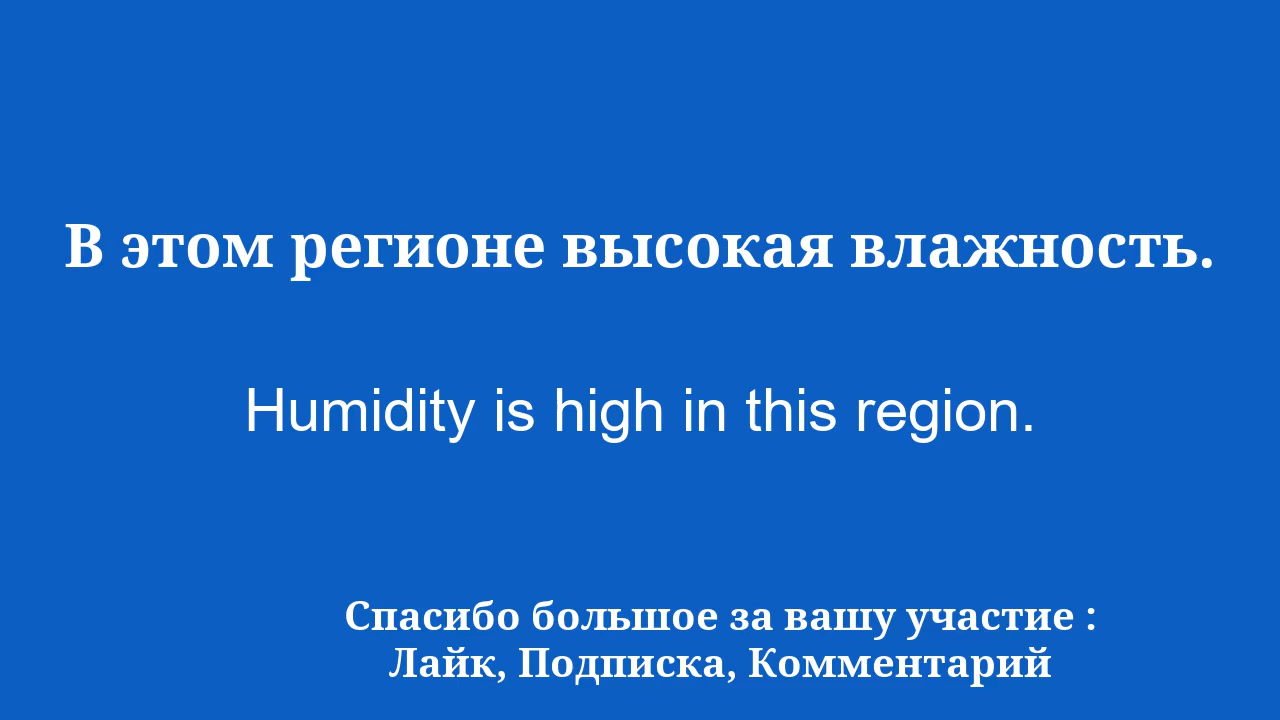 В этом регионе высокая влажность.
Humidity is high in this region.
Спасибо большое за вашу участие :
Лайк, Подписка, Комментарий